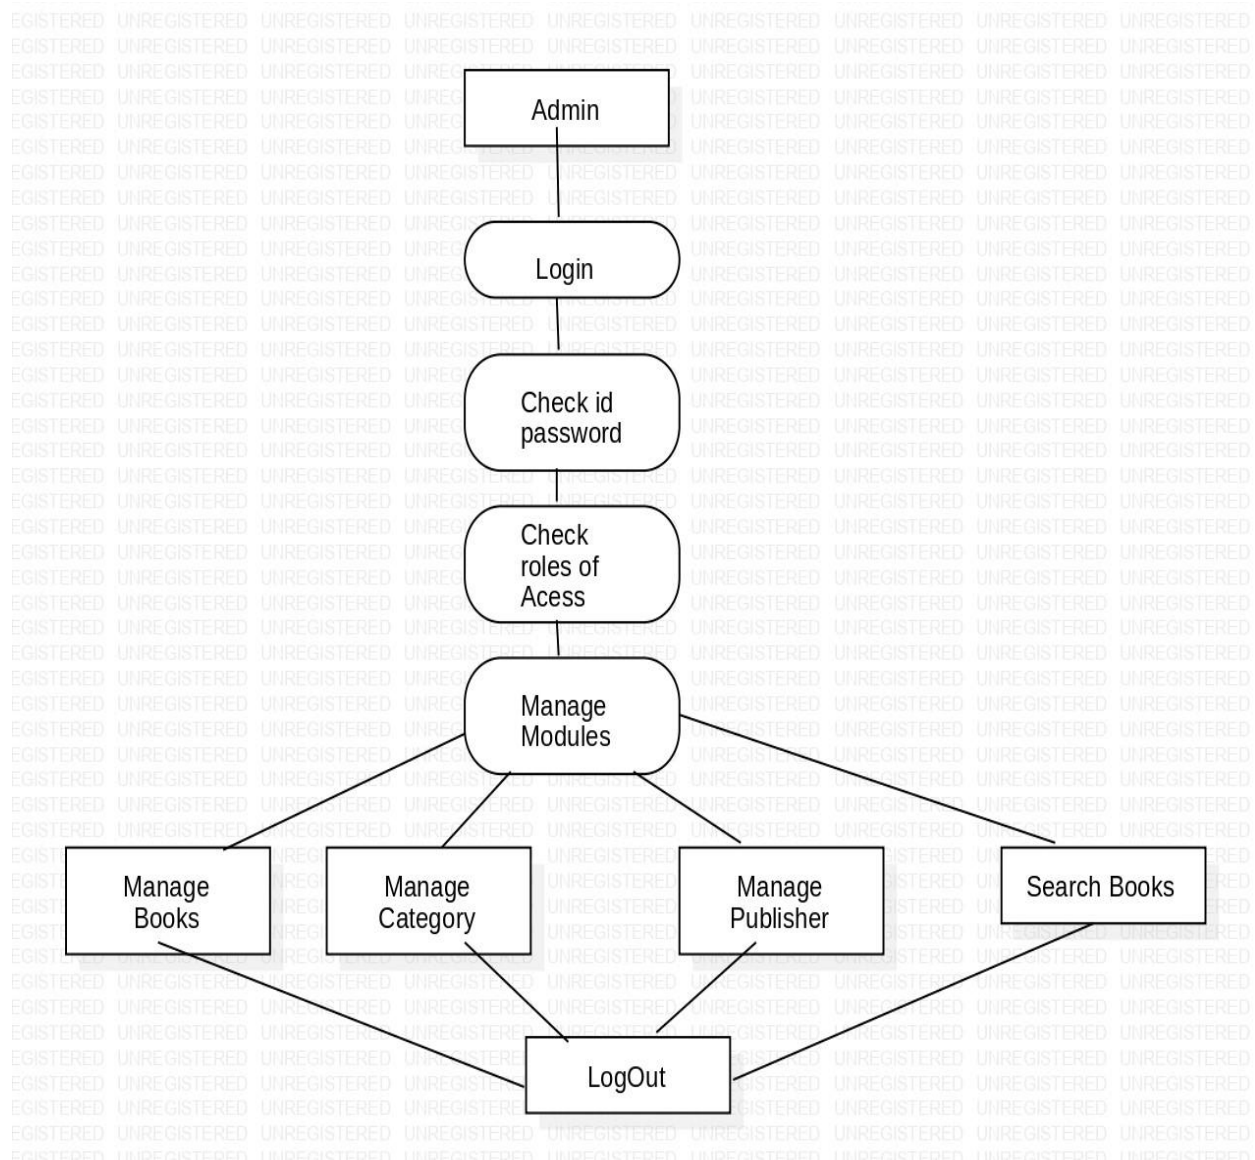 Admin
Login
Check id
password
Check
roles of
Acess
Manage
Modules
Manage
Books
Manage
Category
Manage
Publisher
Search Books
LogOut